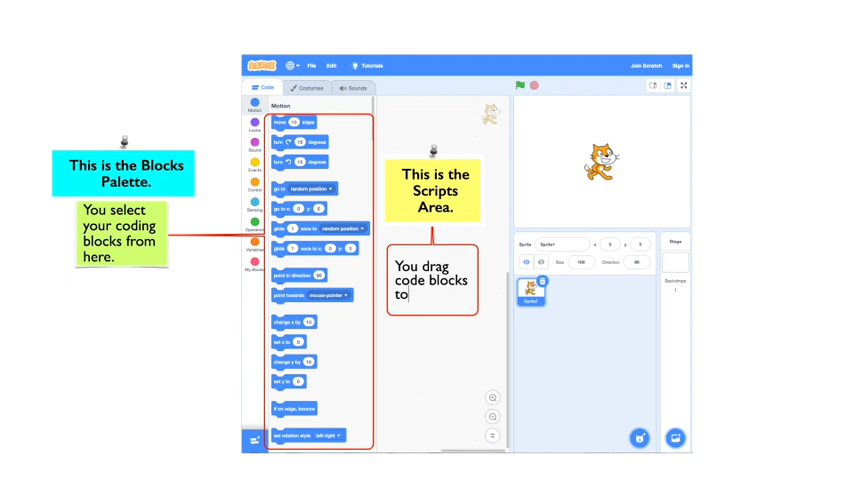 SCRATCH
File Edit Tutorials Join Scratch Sign in
Code Costumes Sounds
Motion
Looks
Sound
Events
Control
Sensing
Operators
Variables
My Blocks
Motion
move 10 steps
turn 15 degrees
turn 15 degrees
go to random position
go to x: 0 y: 0
glide 1 secs to random position
glide 1 secs to x: 0 y: 0
point in direction 90
point towards mouse-pointer
change x by 10
set x to 0
change y by 10
set y to 0
if on edge, bounce
set rotation style left-right
This is the Blocks
Palette.
You select
your coding
blocks from
here.
This is the
Scripts
Area.
You drag
code blocks
to
Sprite Sprite1 x 0 y 0
Size 100 Direction 90
Sprite1
Stage
Backdrops
1